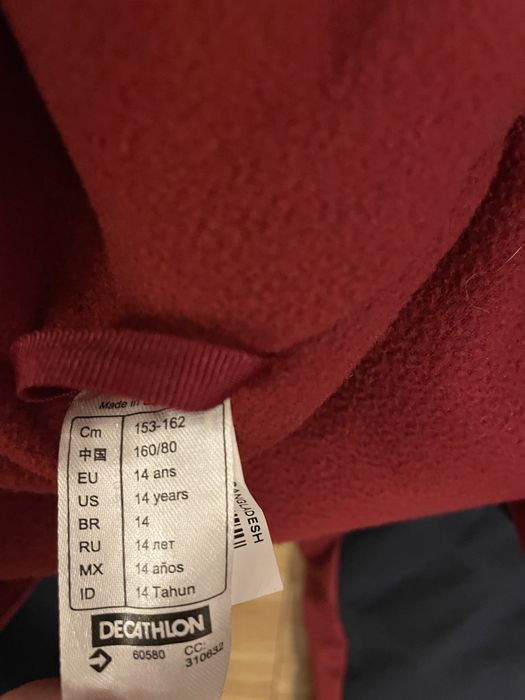 Made in
Cm 153-162
中国 160/80
EU 14 ans
US 14 years
BR 14
RU 14 лет
MX 14 años
ID 14 Tahun
DECATHLON
60580 CC:
310632
BANGLADESH